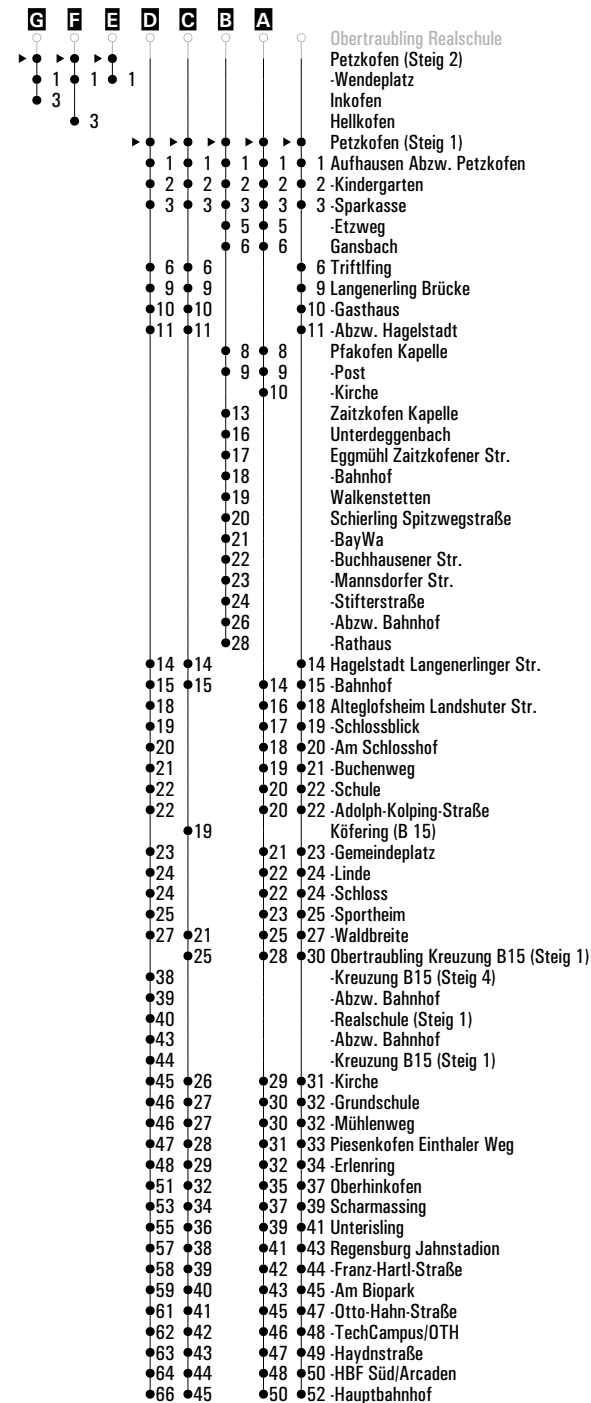 G F E D C B A
Obertraubling Realschule
Petzkofen (Steig 2)
1 1 1 -Wendeplatz
3 Inkofen
3 Hellkofen
Petzkofen (Steig 1)
1 1 1 1 1 Aufhausen Abzw. Petzkofen
2 2 2 2 2 -Kindergarten
3 3 3 3 3 -Sparkasse
5 5 -Etzweg
6 6 Gansbach
6 6 6 Triftlfing
9 9 9 Langenerling Brücke
10 10 10 -Gasthaus
11 11 11 -Abzw. Hagelstadt
8 8 Pfakofen Kapelle
9 9 -Post
10 -Kirche
13 Zaitzkofen Kapelle
16 Unterdeggenbach
17 Eggmühl Zaitzkofener Str.
18 -Bahnhof
19 Walkenstetten
20 Schierling Spitzwegstraße
21 -BayWa
22 -Buchhausener Str.
23 -Mannsdorfer Str.
24 -Stifterstraße
26 -Abzw. Bahnhof
28 -Rathaus
14 14 14 Hagelstadt Langenerlinger Str.
15 15 14 15 -Bahnhof
18 16 18 Alteglofsheim Landshuter Str.
19 17 19 -Schlossblick
20 18 20 -Am Schlosshof
21 19 21 -Buchenweg
22 20 22 -Schule
22 20 22 -Adolph-Kolping-Straße
19 Köfering (B 15)
23 21 23 -Gemeindeplatz
24 22 24 -Linde
24 22 24 -Schloss
25 23 25 -Sportheim
27 21 25 27 -Waldbreite
25 28 30 Obertraubling Kreuzung B15 (Steig 1)
38 -Kreuzung B15 (Steig 4)
39 -Abzw. Bahnhof
40 -Realschule (Steig 1)
43 -Abzw. Bahnhof
44 -Kreuzung B15 (Steig 1)
45 26 29 31 -Kirche
46 27 30 32 -Grundschule
46 27 30 32 -Mühlenweg
47 28 31 33 Piesenkofen Einthaler Weg
48 29 32 34 -Erlenring
51 32 35 37 Oberhinkofen
53 34 37 39 Scharmassing
55 36 39 41 Unterisling
57 38 41 43 Regensburg Jahnstadion
58 39 42 44 -Franz-Hartl-Straße
59 40 43 45 -Am Biopark
61 41 45 47 -Otto-Hahn-Straße
62 42 46 48 -TechCampus/OTH
63 43 47 49 -Haydnstraße
64 44 48 50 -HBF Süd/Arcaden
66 45 50 52 -Hauptbahnhof